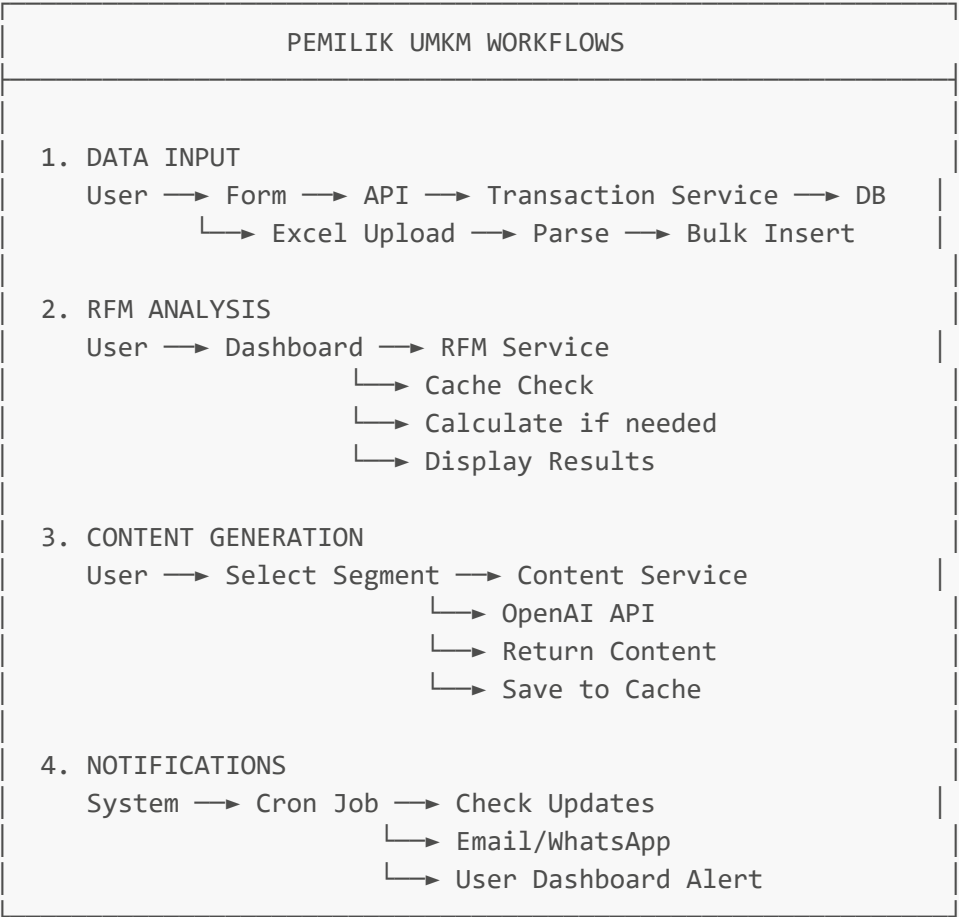 PEMILIK UMKM WORKFLOWS
1. DATA INPUT
User ──► Form ──► API ──► Transaction Service ──► DB
└──► Excel Upload ──► Parse ──► Bulk Insert
2. RFM ANALYSIS
User ──► Dashboard ──► RFM Service
└──► Cache Check
└──► Calculate if needed
└──► Display Results
3. CONTENT GENERATION
User ──► Select Segment ──► Content Service
└──► OpenAI API
└──► Return Content
└──► Save to Cache
4. NOTIFICATIONS
System ──► Cron Job ──► Check Updates
└──► Email/WhatsApp
└──► User Dashboard Alert